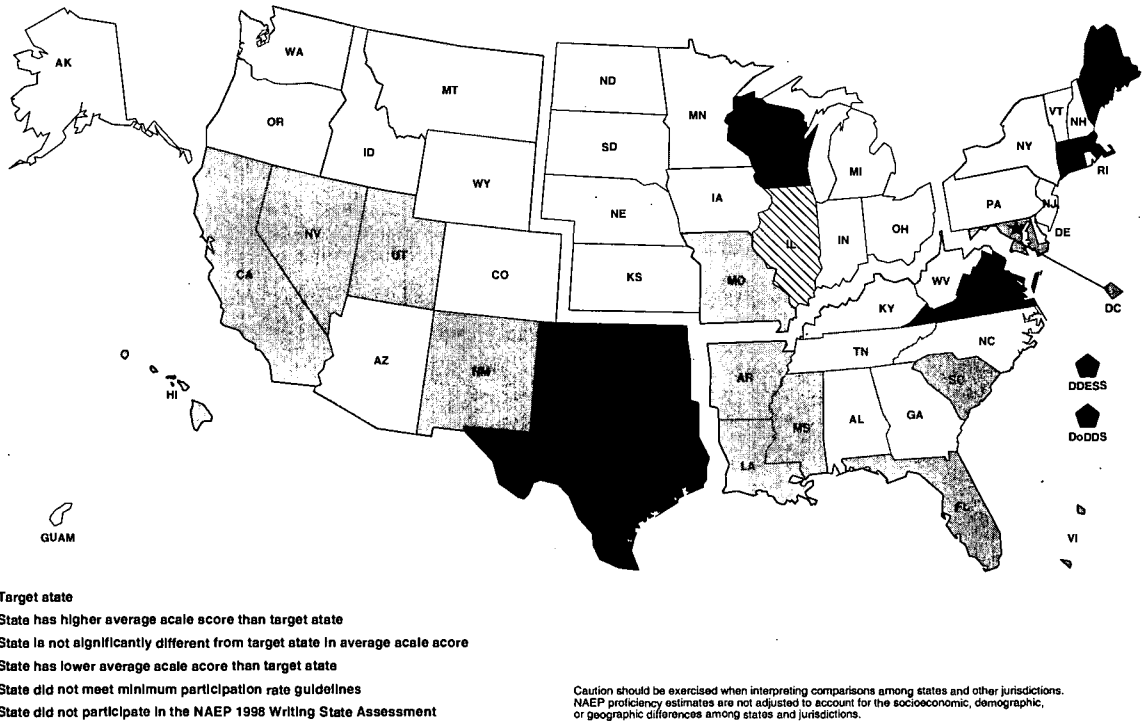 AK
WA
MT
ND
MN
VT
NH
OR
ID
SD
WY
MI
NY
RI
IA
PA
NJ
NE
NV
UT
IL
IN
OH
DE
CA
CO
KS
MO
WV
KY
DC
AZ
NM
TN
NC
HI
AR
SC
DDESS
MS
AL
GA
DoDDS
LA
FL
GUAM
VI
Target state
State has higher average scale score than target state
State is not significantly different from target state in average scale score
State has lower average scale score than target state
State did not meet minimum participation rate guidelines
State did not participate in the NAEP 1998 Writing State Assessment
Caution should be exercised when interpreting comparisons among states and other jurisdictions.
NAEP proficiency estimates are not adjusted to account for the socioeconomic, demographic,
or geographic differences among states and jurisdictions.